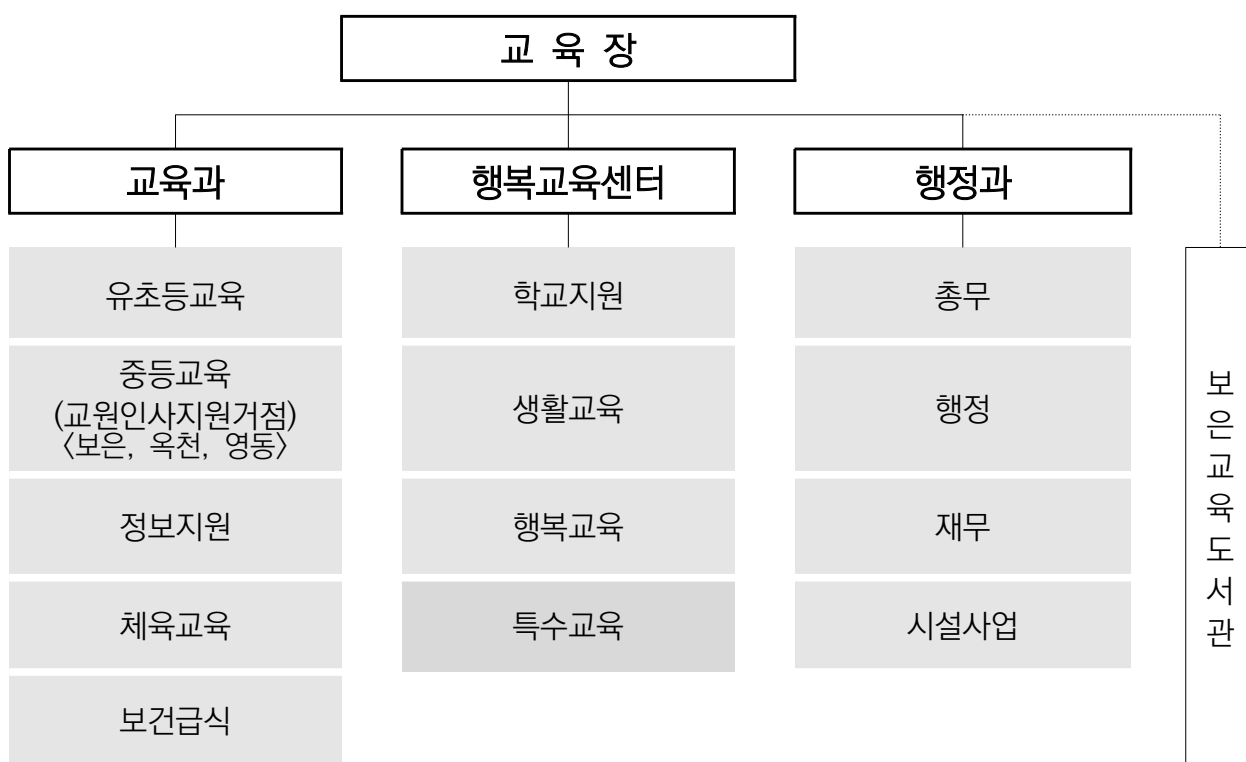 교 육 장
교육과
행복교육센터
행정과
유초등교육
중등교육
(교원인사지원거점)
〈보은, 옥천, 영동〉
정보지원
체육교육
보건급식
학교지원
생활교육
행복교육
특수교육
총무
행정
재무
시설사업
보은교육도서관